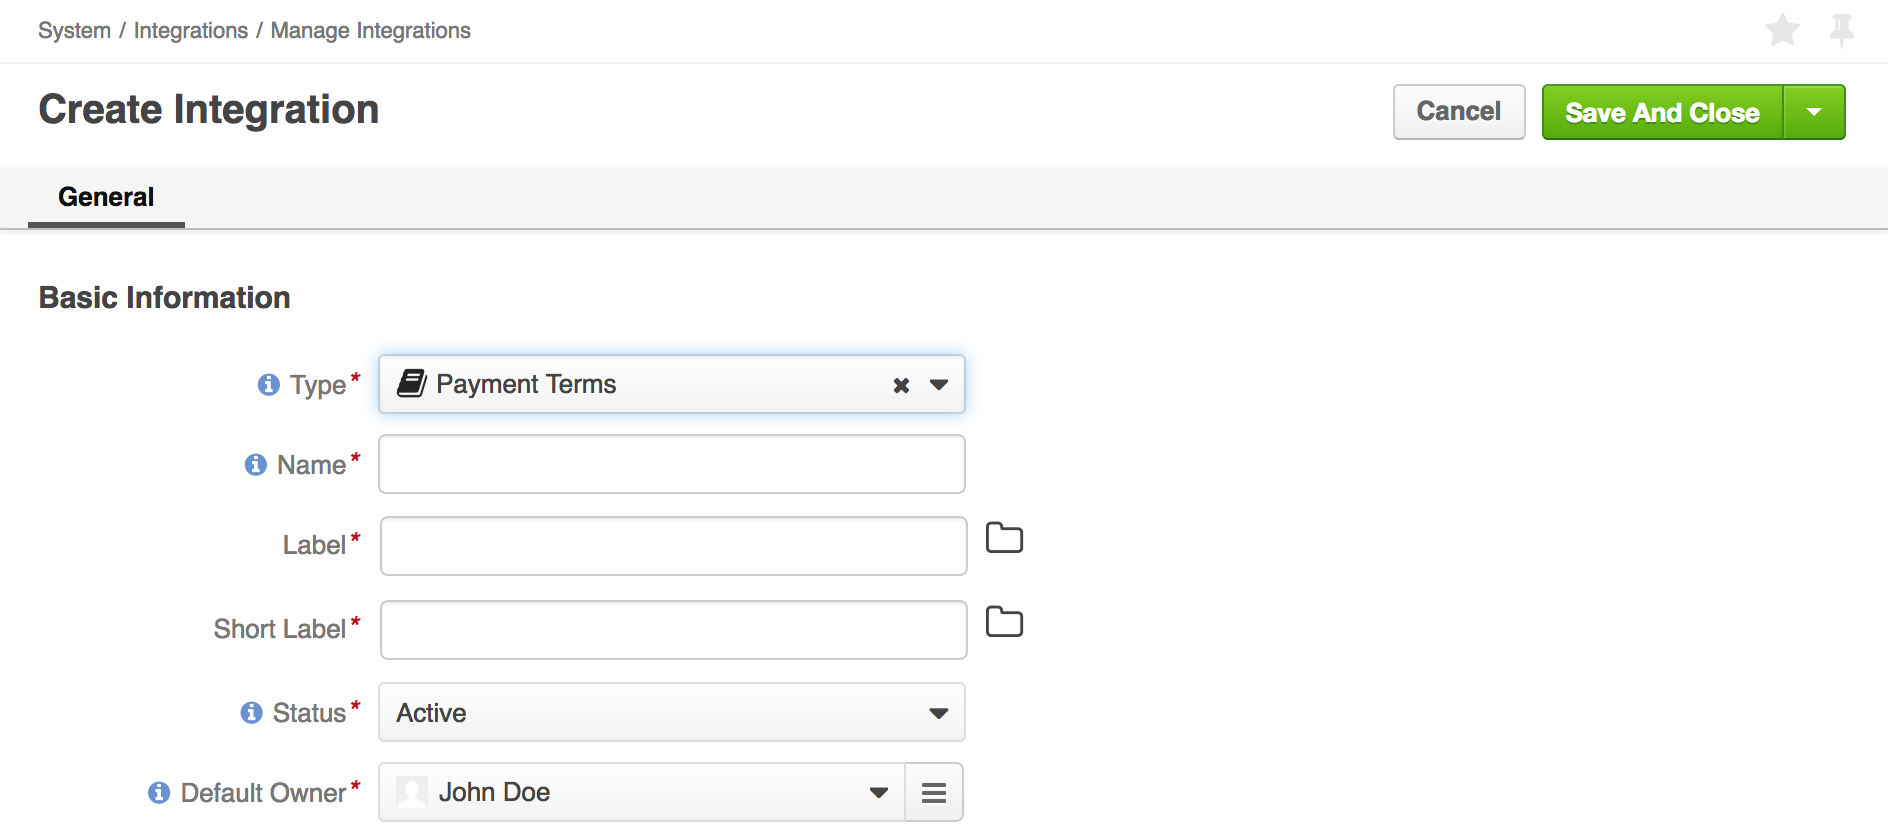 System / Integrations / Manage Integrations
Create Integration
Cancel
Save And Close
General
Basic Information
Type*
Payment Terms
Name*
Label*
Short Label*
Status*
Active
Default Owner*
John Doe